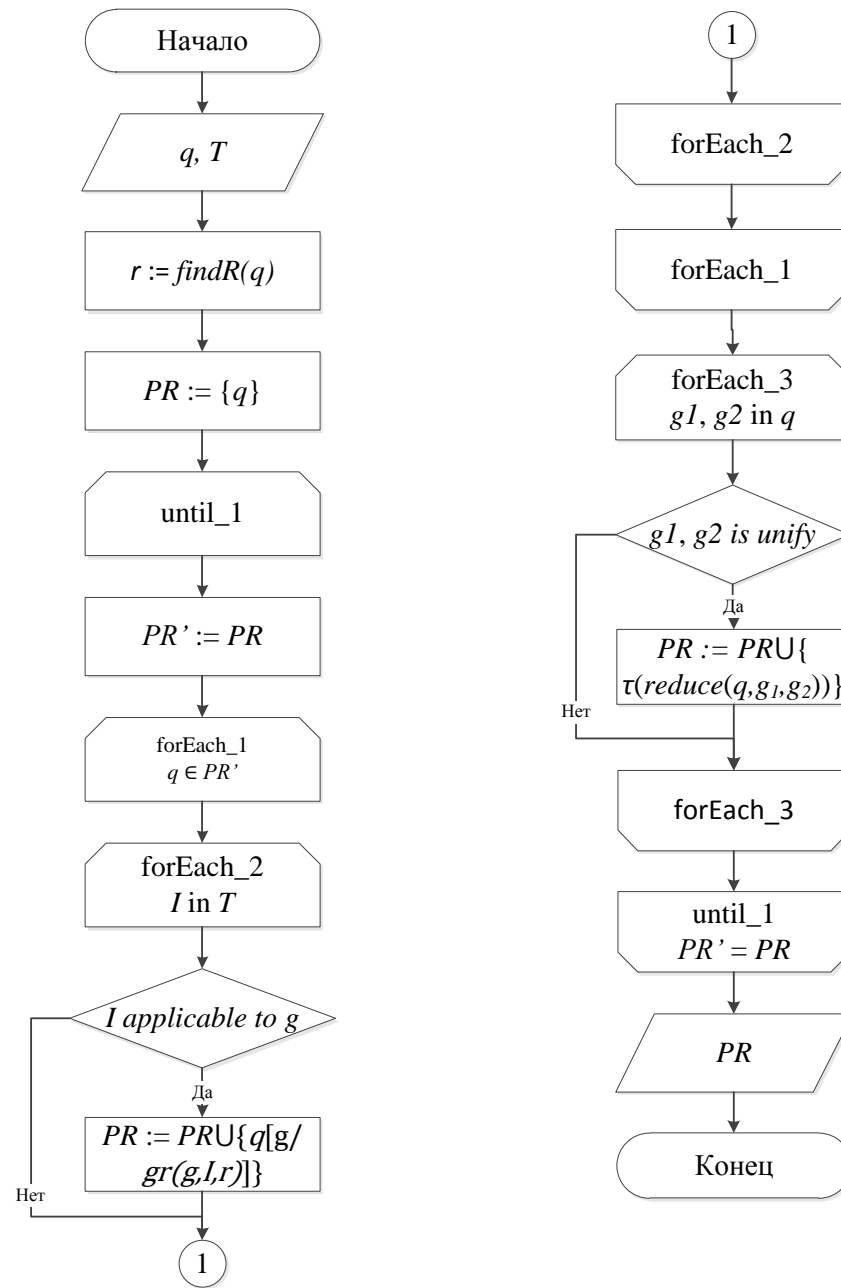 Начало
q, T
r := findR(q)
PR := {q}
until_1
PR’ := PR
forEach_1
q ∈ PR’
forEach_2
I in T
I applicable to g
Да
PR := PR∪{q[g/
gr(g,I,r)]}
Нет
1
1
forEach_2
forEach_1
forEach_3
g1, g2 in q
g1, g2 is unify
Да
PR := PR∪{
τ(reduce(q,g₁,g₂))}
Нет
forEach_3
until_1
PR’ = PR
PR
Конец